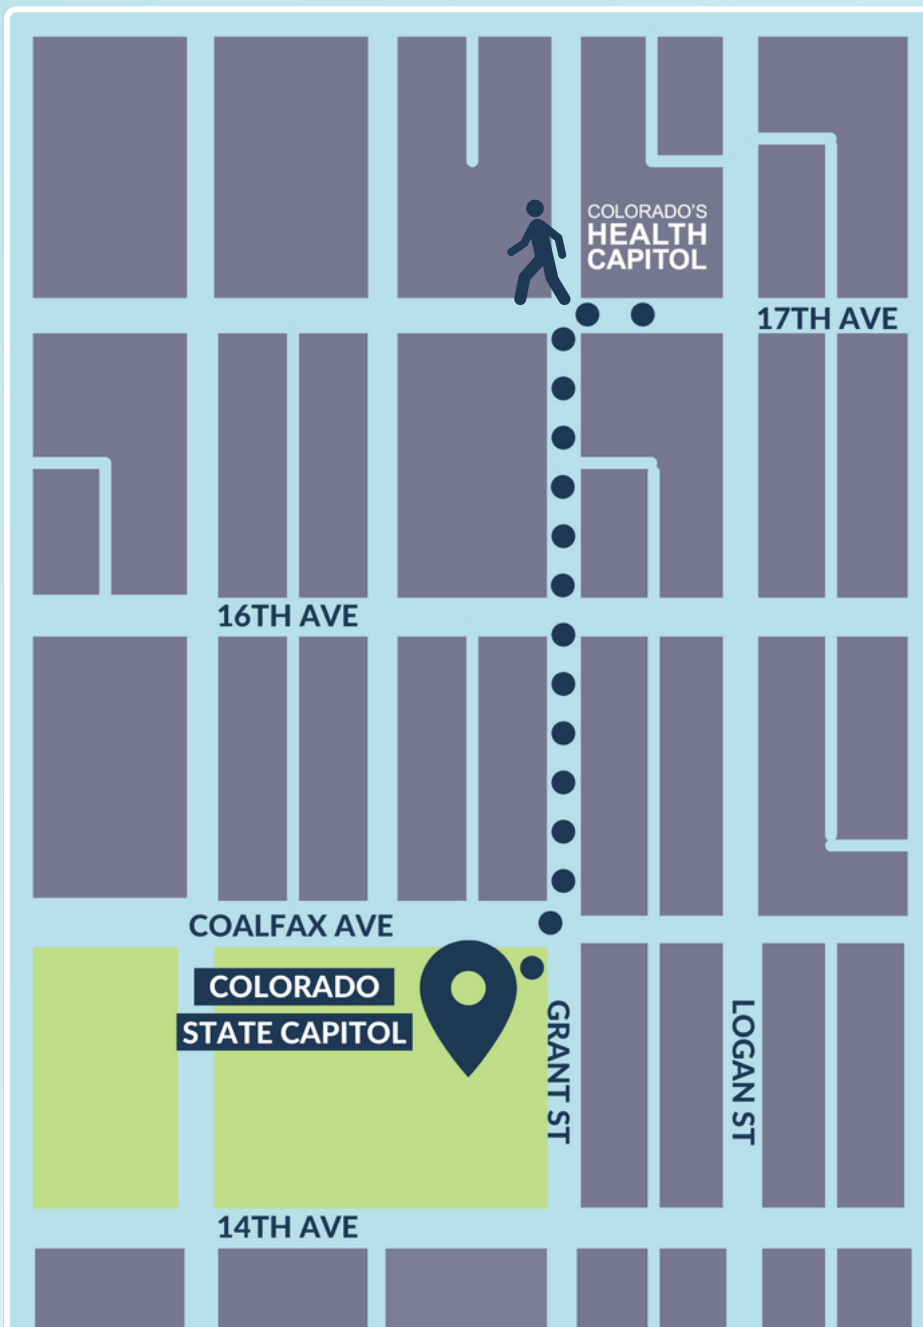 COLORADO'S
HEALTH
CAPITOL
17TH AVE
16TH AVE
COALFAX AVE
COLORADO
STATE CAPITOL
GRANT ST
LOGAN ST
14TH AVE